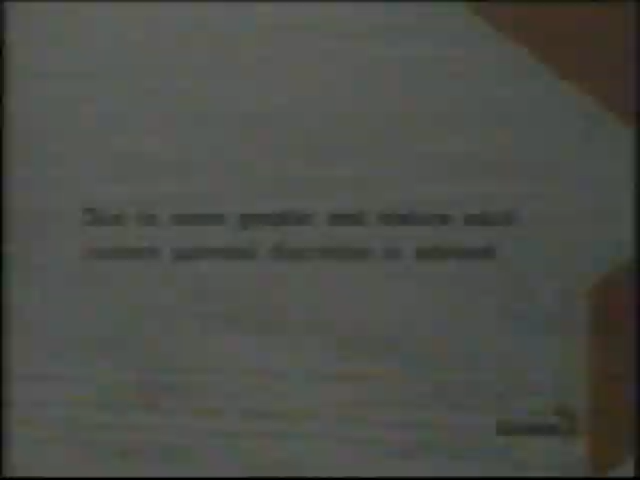 Due to some graphic and mature adult
content parental discretion is advised.